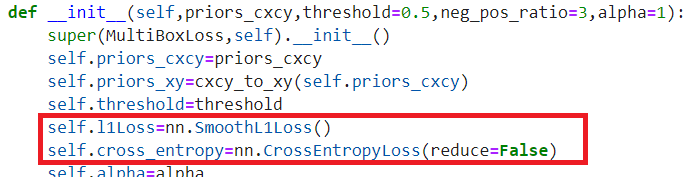 def __init__(self,priors_cxcy,threshold=0.5,neg_pos_ratio=3,alpha=1):
    super(MultiBoxLoss,self).__init__()
    self.priors_cxcy=priors_cxcy
    self.priors_xy=cxcy_to_xy(self.priors_cxcy)
    self.threshold=threshold
    self.l1Loss=nn.SmoothL1Loss()
    self.cross_entropy=nn.CrossEntropyLoss(reduce=False)
    self.alpha=alpha